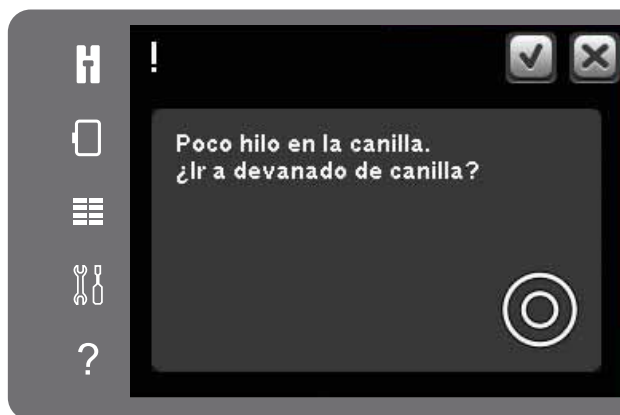 !
Poco hilo en la canilla.
¿Ir a devanado de canilla?
?